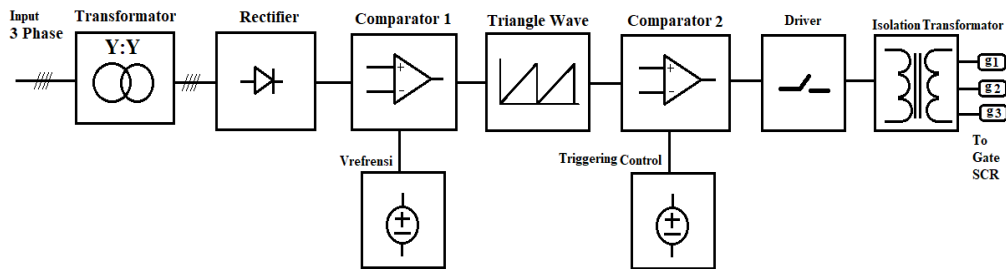 Input
3 Phase
Transformator
Rectifier
Comparator 1
Triangle Wave
Comparator 2
Driver
Isolation Transformator
Y:Y
+
-
+
-
g1
g2
g3
To
Gate
SCR
Vrefrensi
Triggering Control
+
-
+
-